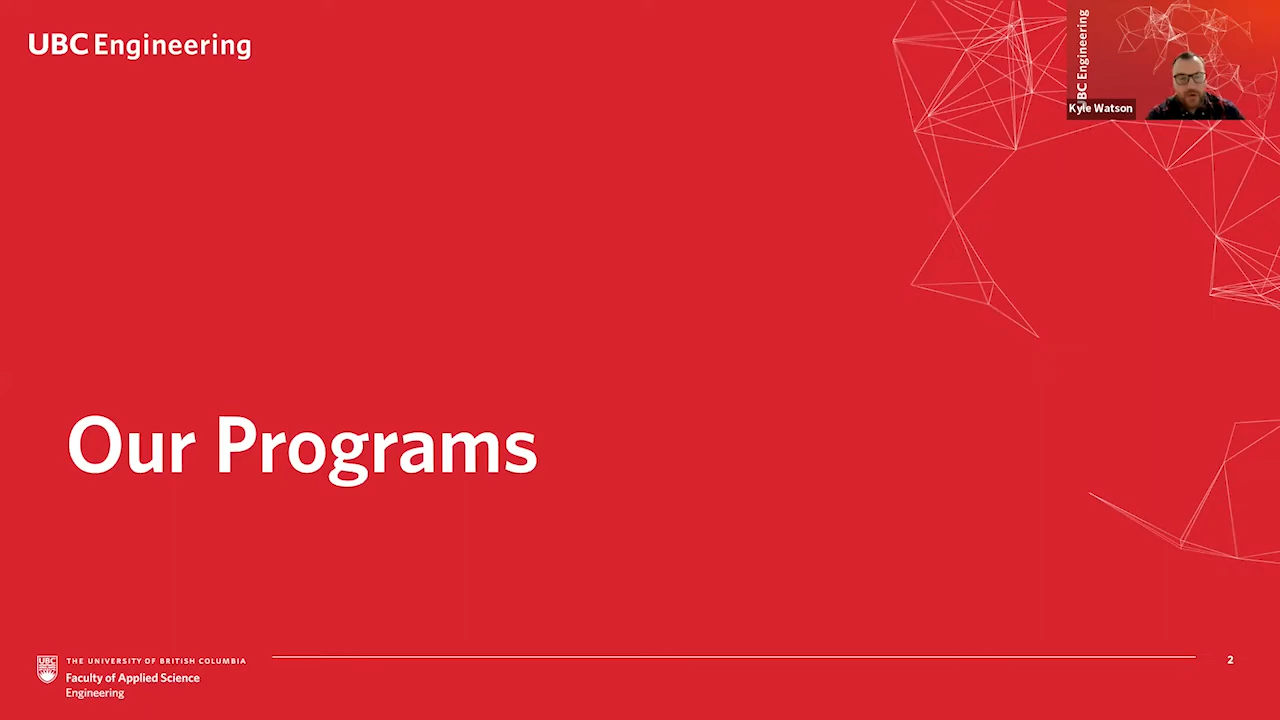 UBC Engineering
UBC Engineering
Kyle Watson
Our Programs
UBC
THE UNIVERSITY OF BRITISH COLUMBIA
Faculty of Applied Science
Engineering
2